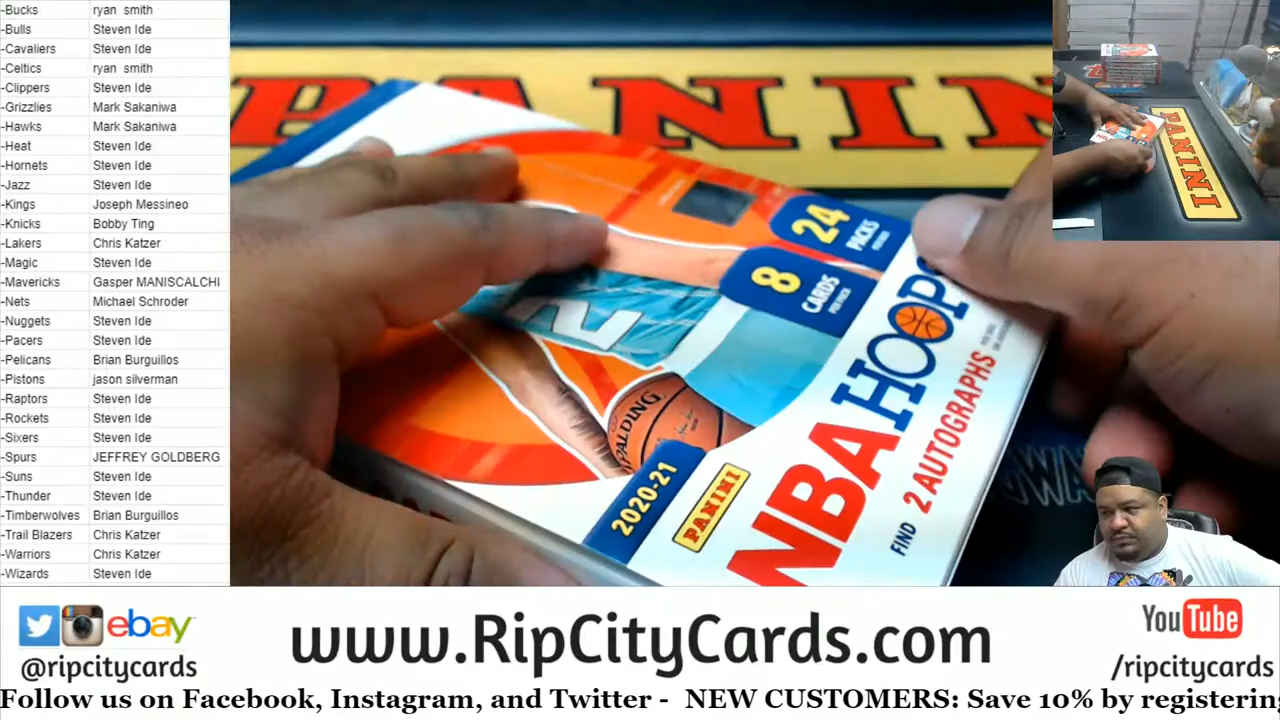 -Bucks ryan smith
-Bulls Steven Ide
-Cavaliers Steven Ide
-Celtics ryan smith
-Clippers Steven Ide
-Grizzlies Mark Sakaniwa
-Hawks Mark Sakaniwa
-Heat Steven Ide
-Hornets Steven Ide
-Jazz Steven Ide
-Kings Joseph Messineo
-Knicks Bobby Ting
-Lakers Chris Katzer
-Magic Steven Ide
-Mavericks Gasper MANISCALCHI
-Nets Michael Schroder
-Nuggets Steven Ide
-Pacers Steven Ide
-Pelicans Brian Burguillos
-Pistons jason silverman
-Raptors Steven Ide
-Rockets Steven Ide
-Sixers Steven Ide
-Spurs JEFFREY GOLDBERG
-Suns Steven Ide
-Thunder Steven Ide
-Timberwolves Brian Burguillos
-Trail Blazers Chris Katzer
-Warriors Chris Katzer
-Wizards Steven Ide
PANINI
24
PACKS
8
CARDS
PER PACK
2
SPALDING
2020-21
PANINI
NBA HOOPS
FIND 2 AUTOGRAPHS
PANINI
ebay
@ripcitycards
www.RipCityCards.com
YouTube
/ripcitycards
Follow us on Facebook, Instagram, and Twitter - NEW CUSTOMERS: Save 10% by registering